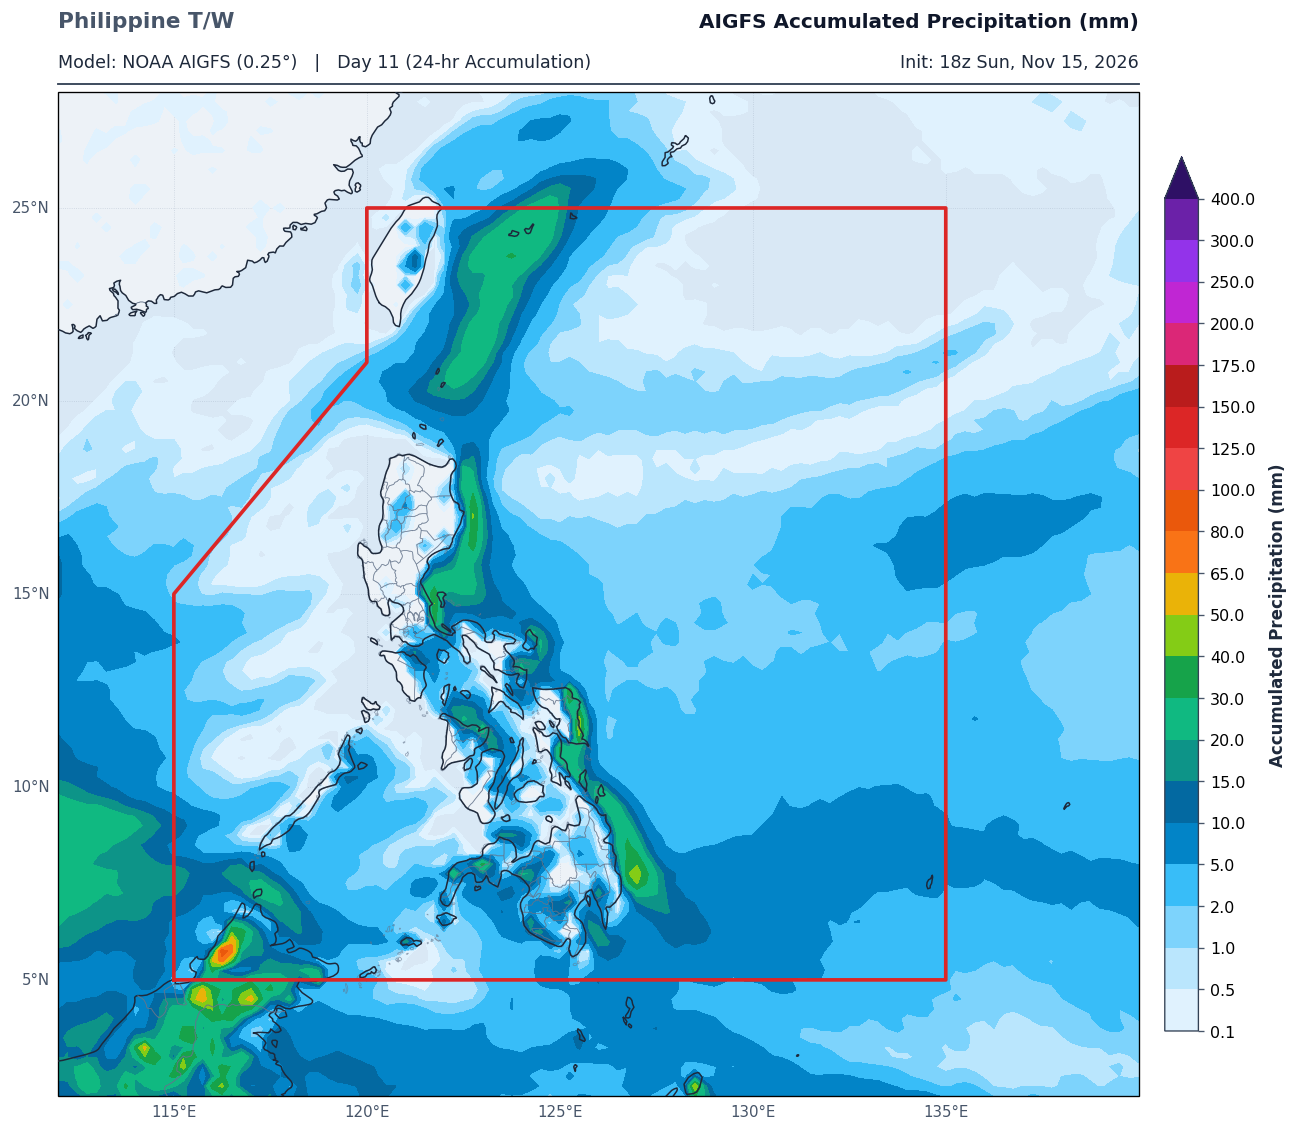 Philippine T/W
AIGFS Accumulated Precipitation (mm)
Model: NOAA AIGFS (0.25°)   |   Day 11 (24-hr Accumulation)
Init: 18z Sun, Nov 15, 2026
25°N
20°N
15°N
10°N
5°N
115°E
120°E
125°E
130°E
135°E
400.0
300.0
250.0
200.0
175.0
150.0
125.0
100.0
80.0
65.0
50.0
40.0
30.0
20.0
15.0
10.0
5.0
2.0
1.0
0.5
0.1
Accumulated Precipitation (mm)